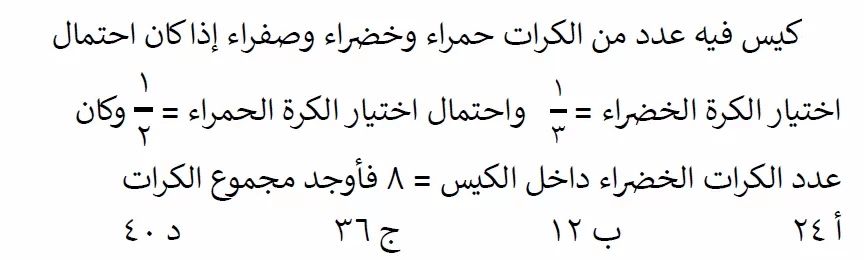 كيس فيه عدد من الكرات حمراء وخضراء وصفراء إذا كان احتمال
اختيار الكرة الخضراء = ١/٣ واحتمال اختيار الكرة الحمراء = ١/٢ وكان
عدد الكرات الخضراء داخل الكيس = ٨ فأوجد مجموع الكرات
أ ٢٤ ب ١٢ ج ٣٦ د ٤٠